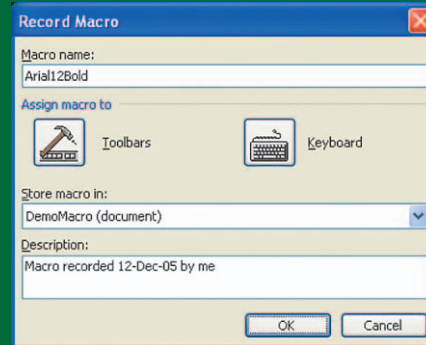 Record Macro
Macro name:
Arial12Bold
Assign macro to
Toolbars
Keyboard
Store macro in:
DemoMacro (document)
Description:
Macro recorded 12-Dec-05 by me
OK
Cancel